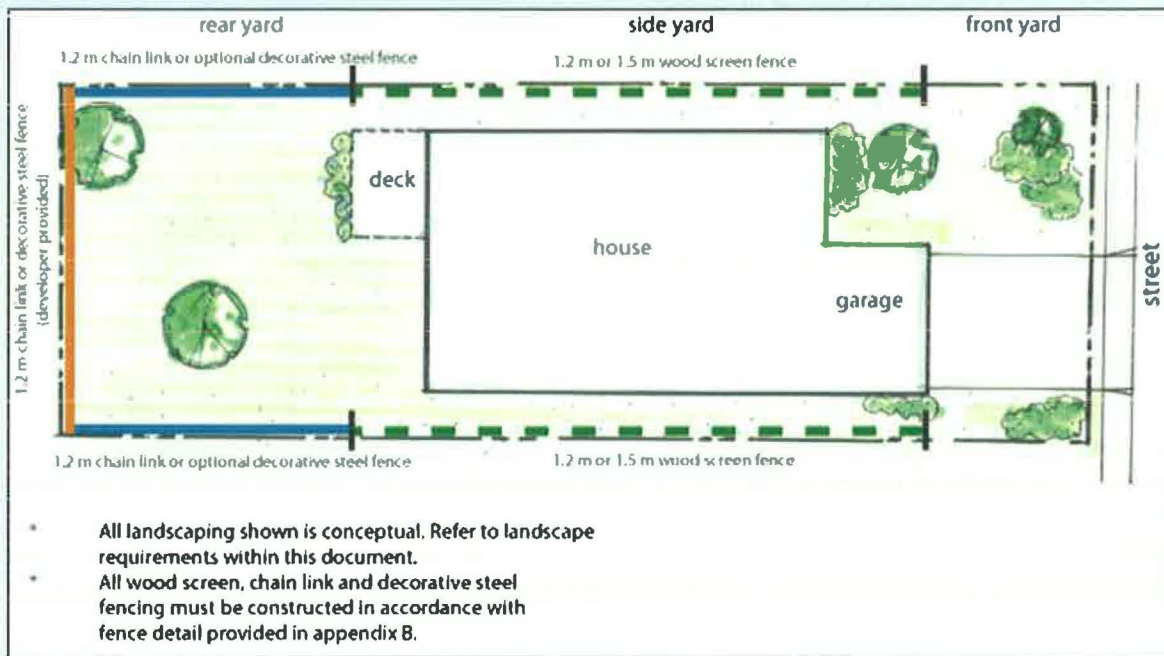 rear yard side yard front yard
1.2 m chain link or optional decorative steel fence 1.2 m or 1.5 m wood screen fence
1.2 m chain link or decorative steel fence
(developer provided)
deck
house
garage
street
1.2 m chain link or optional decorative steel fence 1.2 m or 1.5 m wood screen fence
* All landscaping shown is conceptual. Refer to landscape
requirements within this document.
* All wood screen, chain link and decorative steel
fencing must be constructed in accordance with
fence detail provided in appendix B.